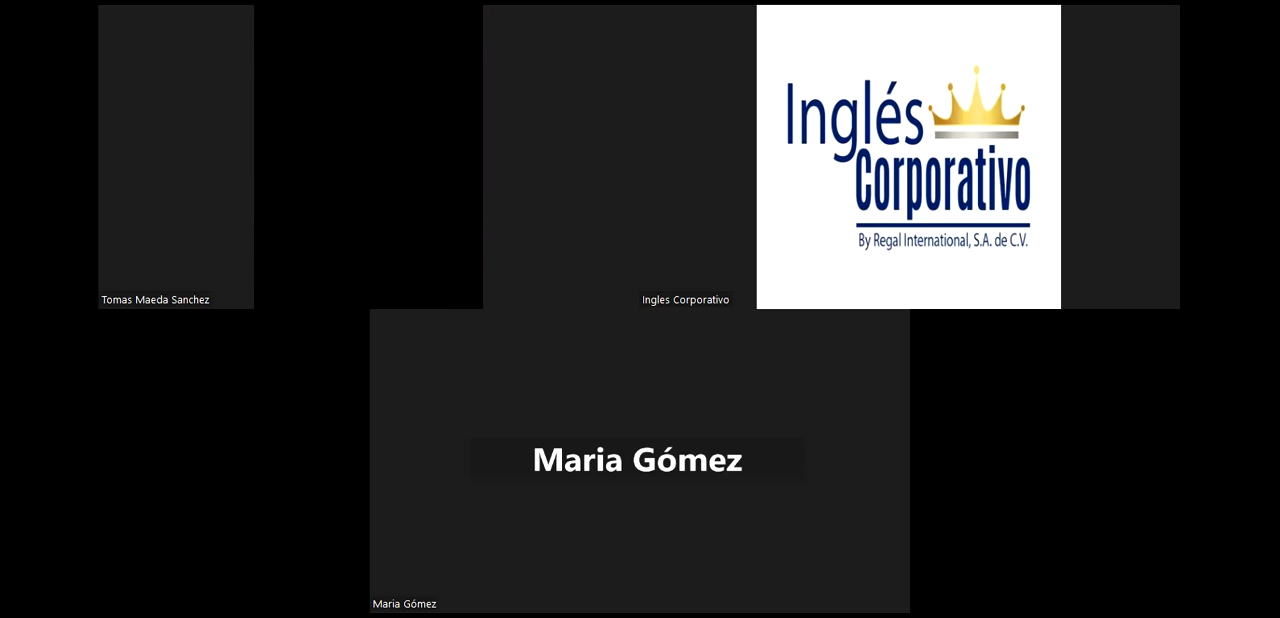 Inglés
Corporativo
By Regal International, S.A. de C.V.
Tomas Maeda Sanchez
Ingles Corporativo
Maria Gómez
Maria Gómez